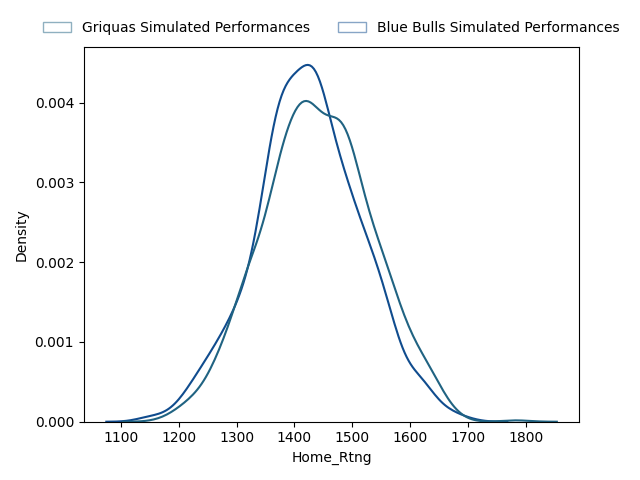 Griquas Simulated Performances Blue Bulls Simulated Performances
Density
0.004
0.003
0.002
0.001
0.000
1100 1200 1300 1400 1500 1600 1700 1800
Home_Rtng